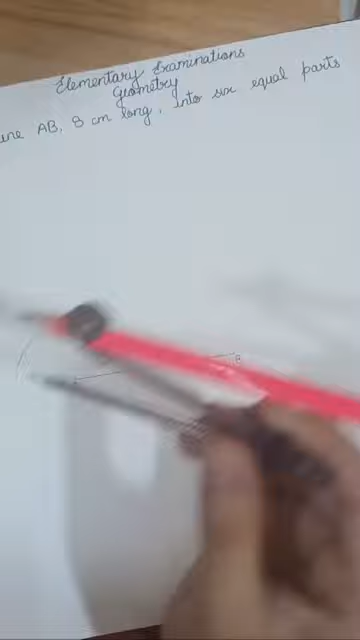 Elementary Examinations
Geometry
AB, 8 cm long, into six equal parts
B